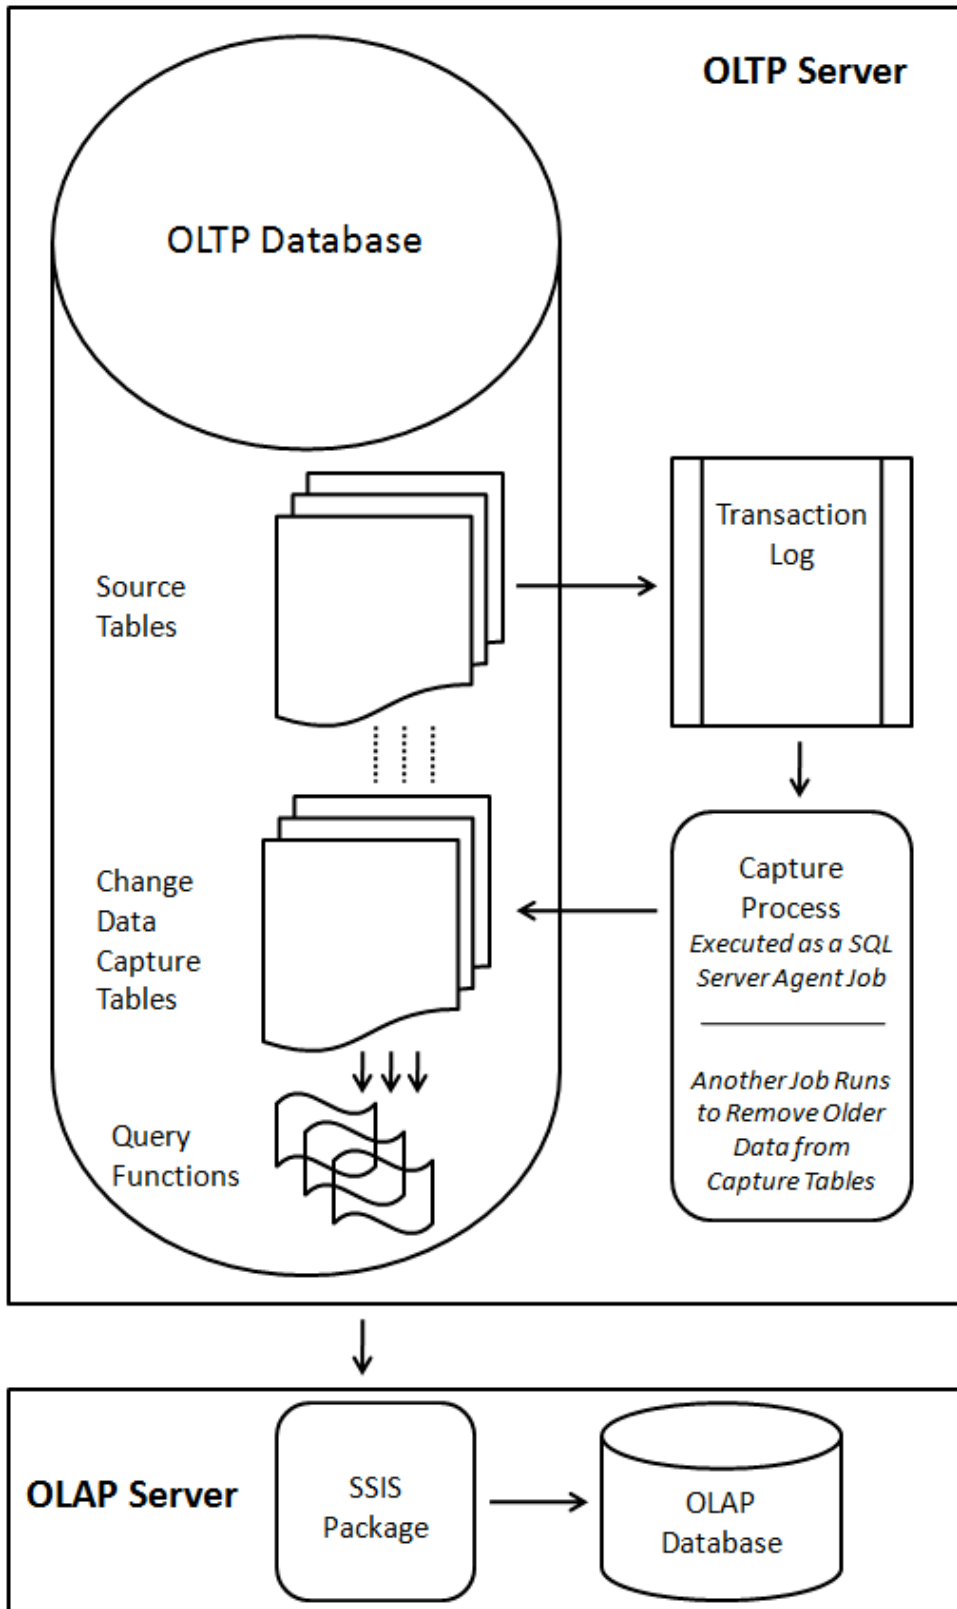 OLTP Server
OLTP Database
Source
Tables
Transaction
Log
Change
Data
Capture
Tables
Capture
Process
Executed as a SQL
Server Agent Job
Another Job Runs
to Remove Older
Data from
Capture Tables
Query
Functions
OLAP Server
SSIS
Package
OLAP
Database